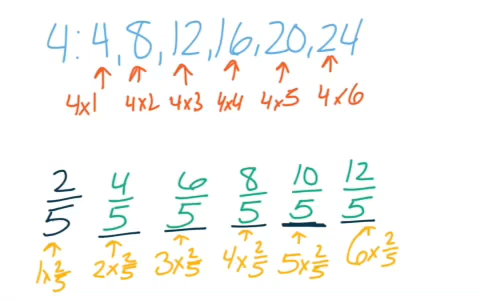 4: 4, 8, 12, 16, 20, 24
4x1 4x2 4x3 4x4 4x5 4x6
2/5 4/5 6/5 8/5 10/5 12/5
1x2/5 2x2/5 3x2/5 4x2/5 5x2/5 6x2/5